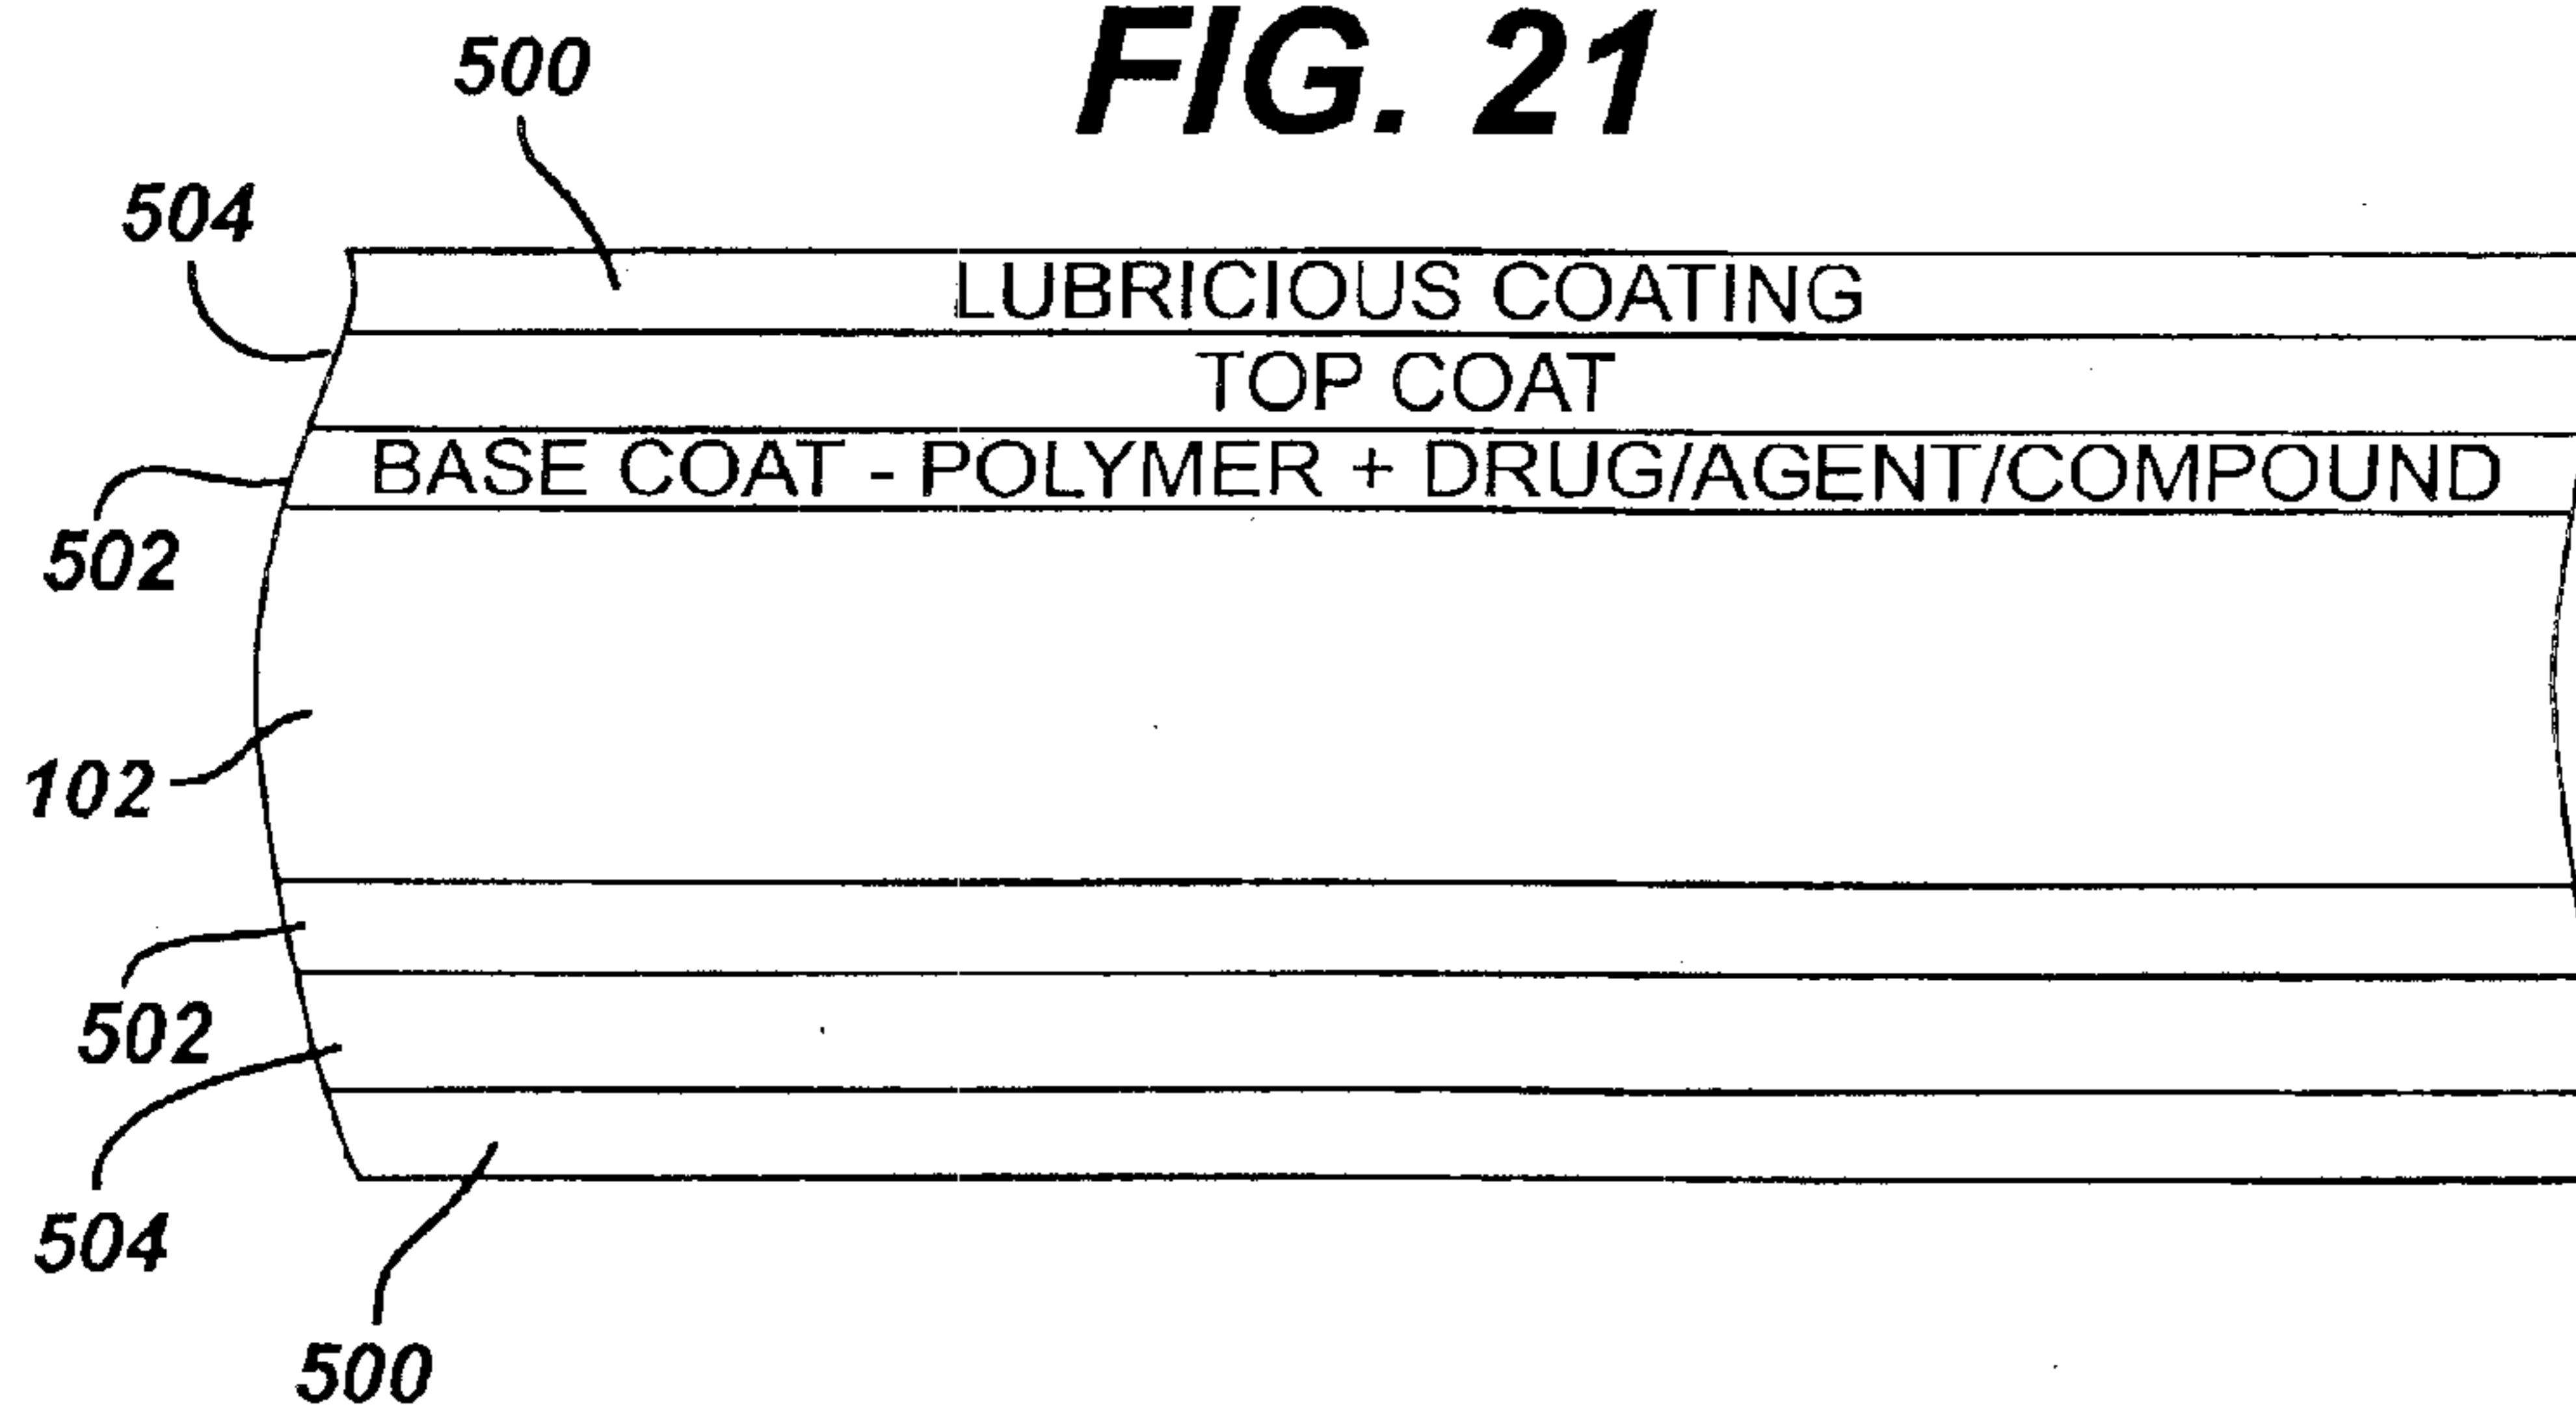 FIG. 21
500
504
LUBRICIOUS COATING
TOP COAT
BASE COAT - POLYMER + DRUG/AGENT/COMPOUND
502
102
502
504
500